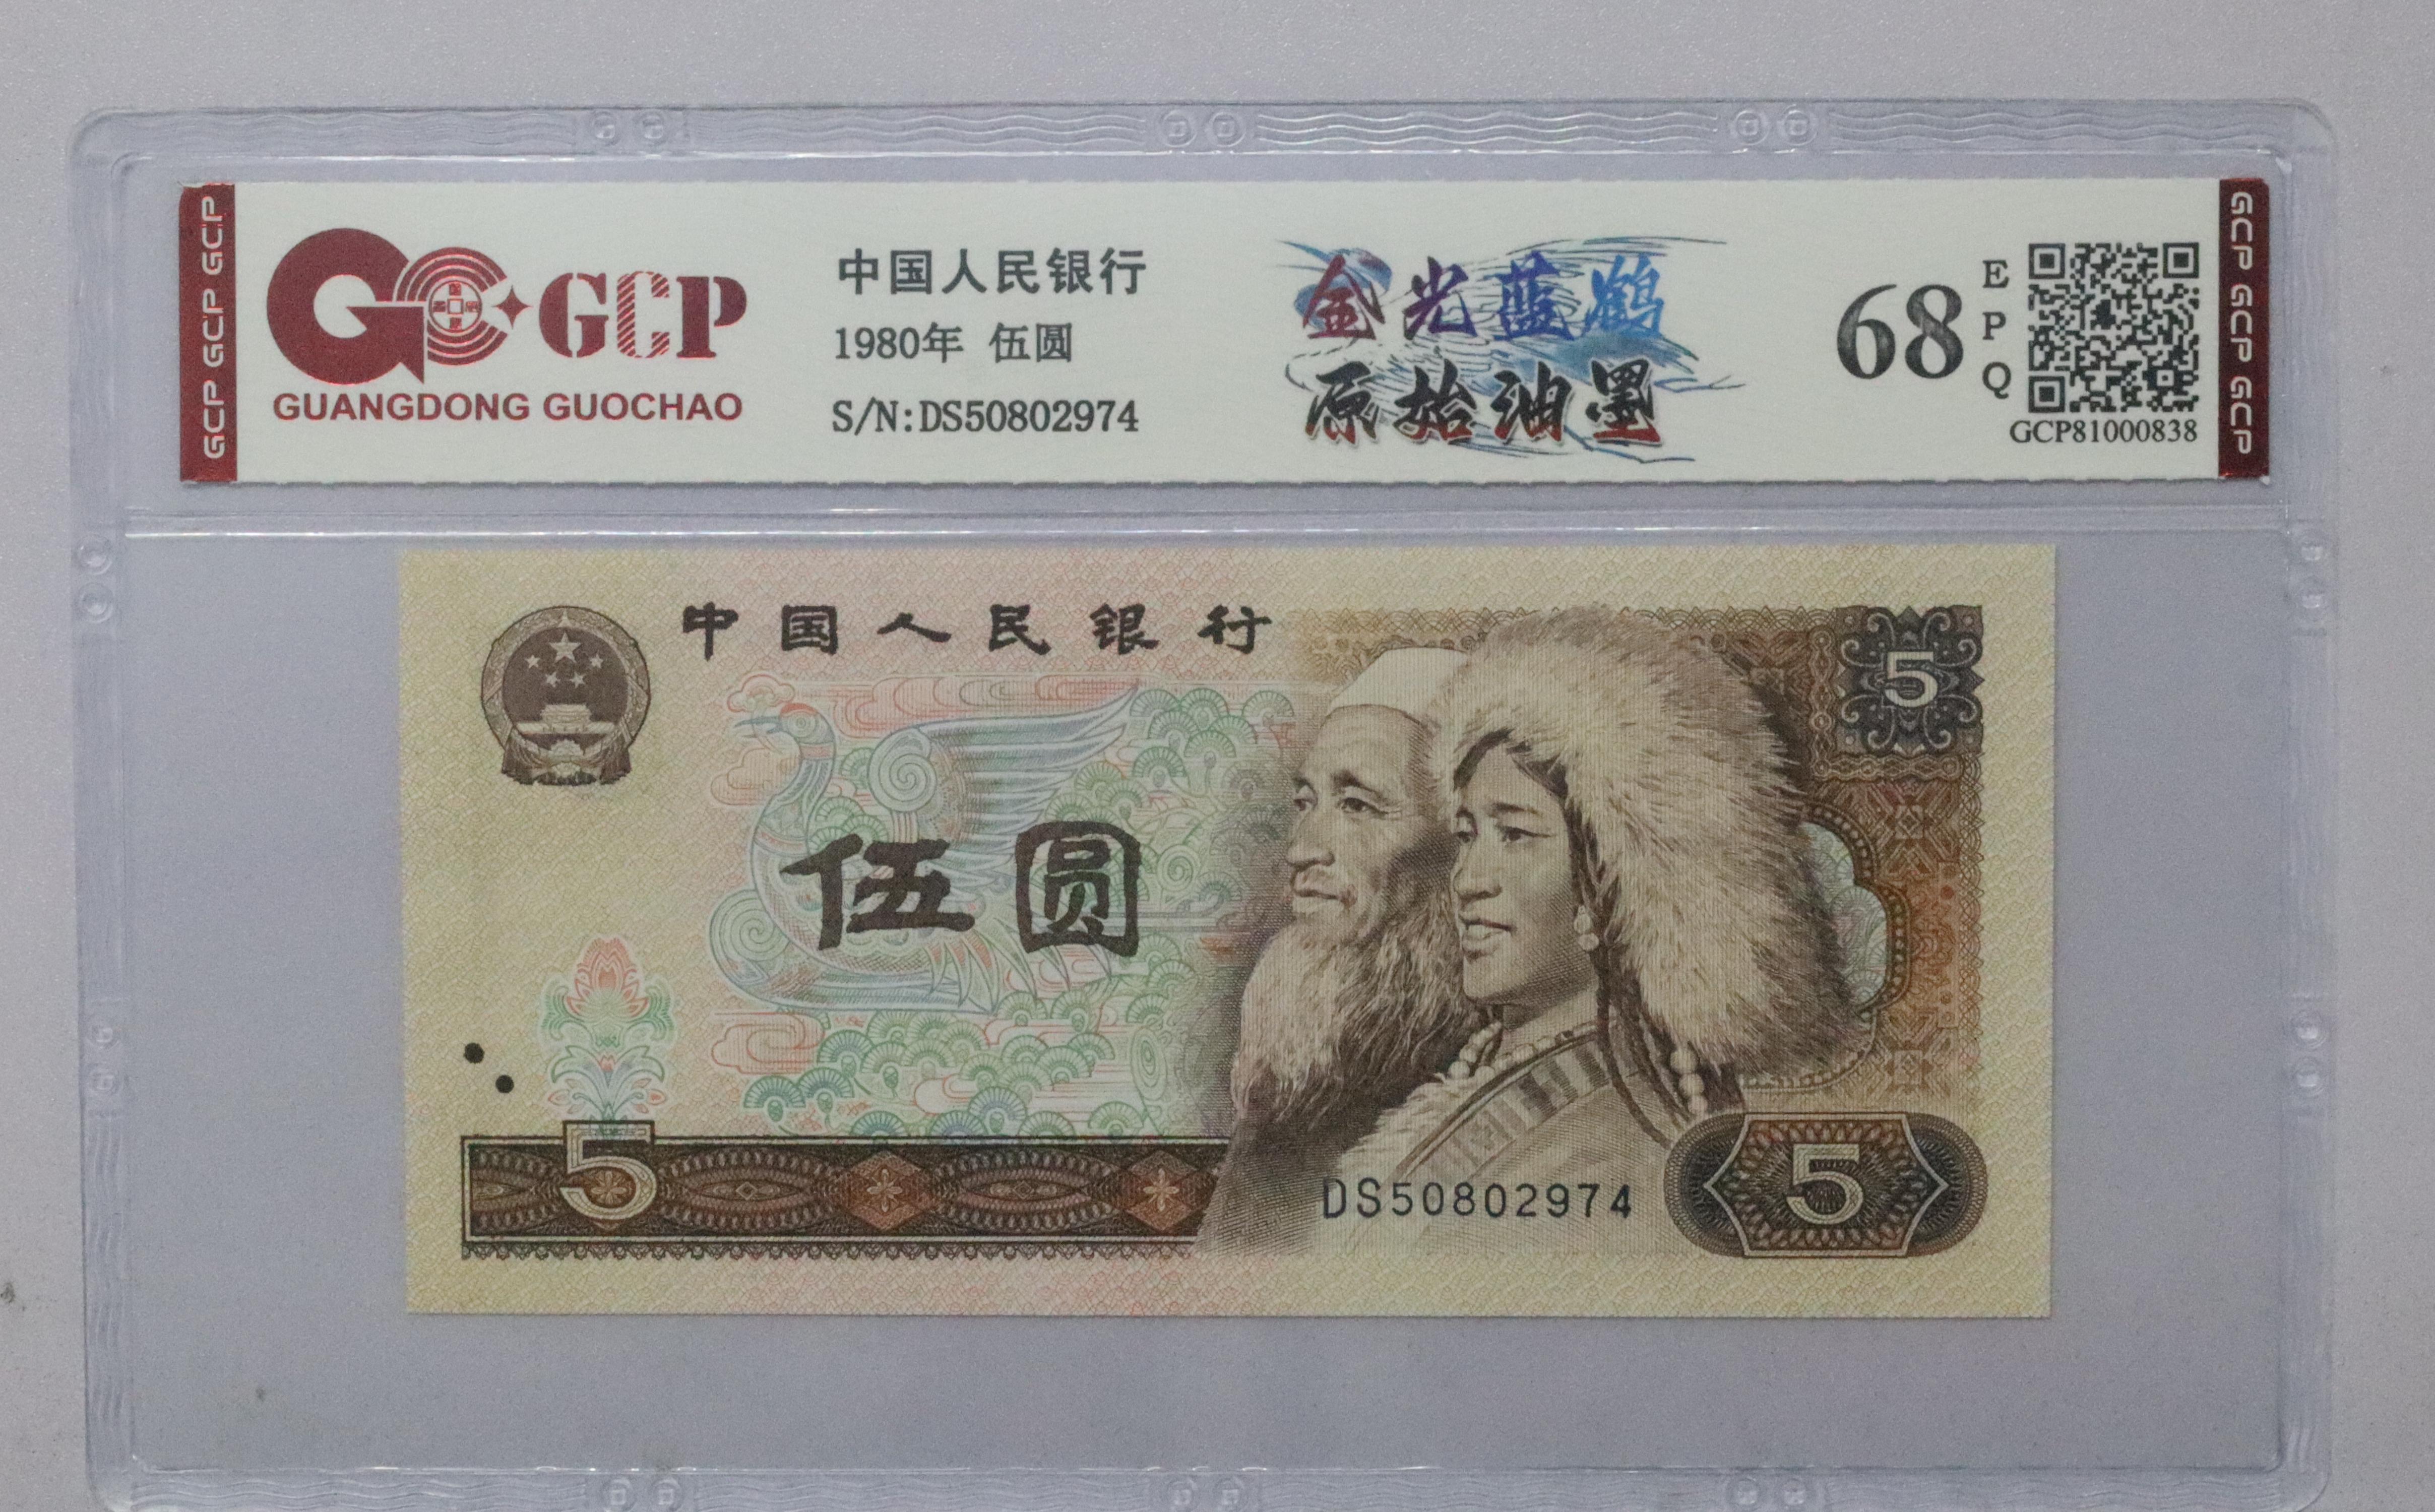 GCP GCP GCP
GCP
GUANGDONG GUOCHAO
中国人民银行
1980年 伍圆
S/N:DS50802974
金光蓝鹤
原始油墨
68
EPQ
GCP81000838
GCP GCP GCP
中国人民银行
5
伍圆
5
DS50802974
5